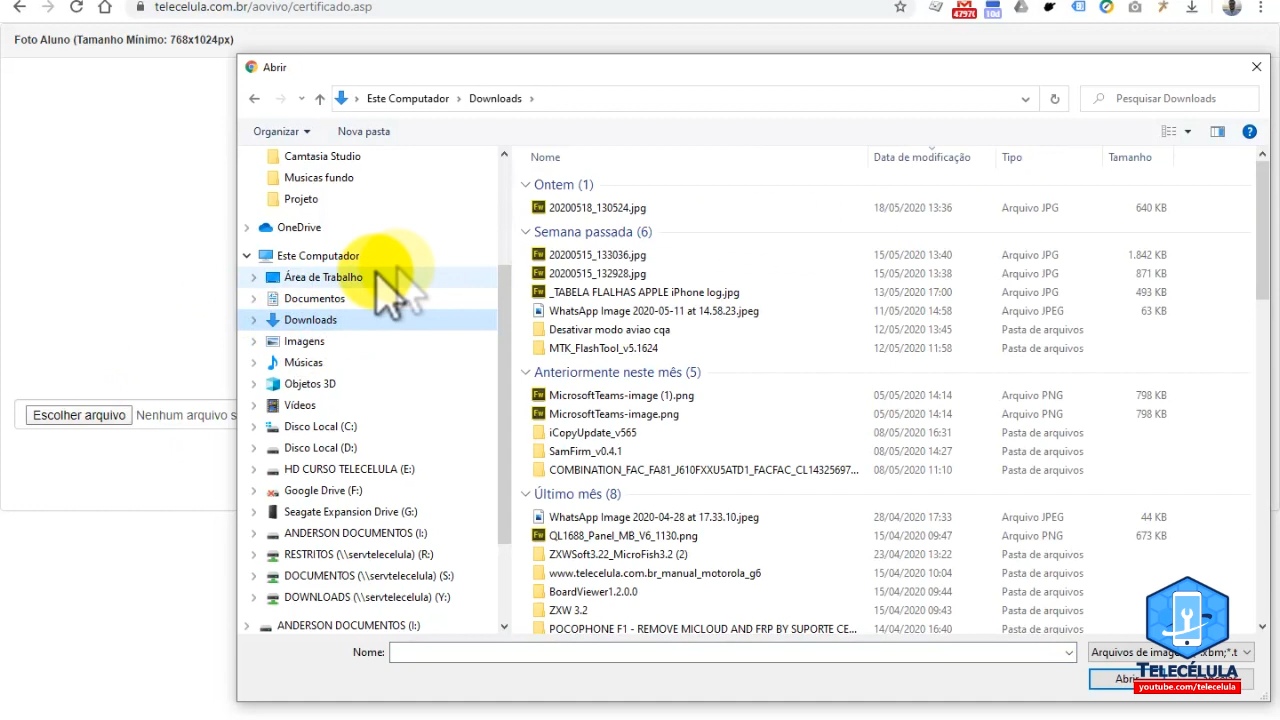 telecelula.com.br/aovivo/certificado.asp
47970
10d
Foto Aluno (Tamanho Mínimo: 768x1024px)
Abrir
Este Computador
Downloads
Pesquisar Downloads
Organizar
Nova pasta
Camtasia Studio
Musicas fundo
Projeto
OneDrive
Este Computador
Área de Trabalho
Documentos
Downloads
Imagens
Músicas
Objetos 3D
Vídeos
Disco Local (C:)
Disco Local (D:)
HD CURSO TELECELULA (E:)
Google Drive (F:)
Seagate Expansion Drive (G:)
ANDERSON DOCUMENTOS (I:)
RESTRITOS (\\servtelecelula) (R:)
DOCUMENTOS (\\servtelecelula) (S:)
DOWNLOADS (\\servtelecelula) (Y:)
ANDERSON DOCUMENTOS (I:)
Nome Data de modificação Tipo Tamanho
Ontem (1)
20200518_130524.jpg 18/05/2020 13:36 Arquivo JPG 640 KB
Semana passada (6)
20200515_133036.jpg 15/05/2020 13:40 Arquivo JPG 1.842 KB
20200515_132928.jpg 15/05/2020 13:38 Arquivo JPG 871 KB
_TABELA FLALHAS APPLE iPhone log.jpg 13/05/2020 17:00 Arquivo JPG 493 KB
WhatsApp Image 2020-05-11 at 14.58.23.jpeg 11/05/2020 14:58 Arquivo JPEG 63 KB
Desativar modo aviao cqa 12/05/2020 13:45 Pasta de arquivos
MTK_FlashTool_v5.1624 12/05/2020 11:58 Pasta de arquivos
Anteriormente neste mês (5)
MicrosoftTeams-image (1).png 05/05/2020 14:14 Arquivo PNG 798 KB
MicrosoftTeams-image.png 05/05/2020 14:14 Arquivo PNG 798 KB
iCopyUpdate_v565 08/05/2020 16:31 Pasta de arquivos
SamFirm_v0.4.1 08/05/2020 14:27 Pasta de arquivos
COMBINATION_FAC_FA81_J610FXXU5ATD1_FACFAC_CL14325697... 08/05/2020 11:10 Pasta de arquivos
Último mês (8)
WhatsApp Image 2020-04-28 at 17.33.10.jpeg 28/04/2020 17:33 Arquivo JPEG 44 KB
QL1688_Panel_MB_V6_1130.png 15/04/2020 09:37 Arquivo PNG 673 KB
ZXWSoft3.22_MicroFish3.2 (2) 23/04/2020 13:22 Pasta de arquivos
www.telecelula.com.br_manual_motorola_g6 15/04/2020 10:04 Pasta de arquivos
BoardViewer1.2.0.0 15/04/2020 09:44 Pasta de arquivos
ZXW 3.2 15/04/2020 09:43 Pasta de arquivos
POCOPHONE F1 - REMOVE MICLOUD AND FRP BY SUPORTE CE... 14/04/2020 16:40 Pasta de arquivos
Escolher arquivo Nenhum arquivo s
Nome:
Arquivos de imagem
Abrir
TELECÉLULA
youtube.com/telecelula